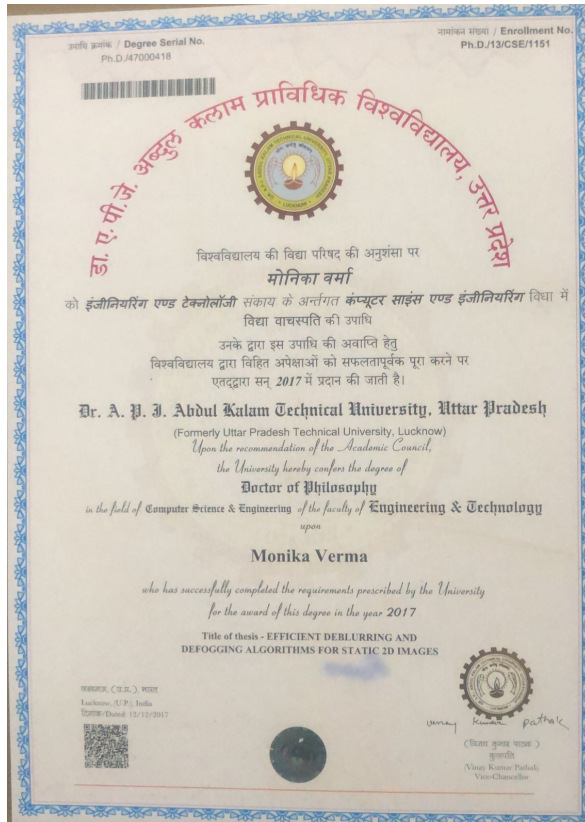 उपाधि क्रमांक / Degree Serial No.
Ph.D./47000418
नामांकन संख्या / Enrollment No.
Ph.D./13/CSE/1151
डा. ए. पी.जे. अब्दुल कलाम प्राविधिक विश्वविद्यालय, उत्तर प्रदेश
विश्वविद्यालय की विद्या परिषद की अनुशंसा पर
मोनिका वर्मा
को इंजीनियरिंग एण्ड टेक्नोलॉजी संकाय के अर्न्तगत कंप्यूटर साइंस एण्ड इंजीनियरिंग विधा में
विद्या वाचस्पति की उपाधि
उनके द्वारा इस उपाधि की अवाप्ति हेतु
विश्वविद्यालय द्वारा विहित अपेक्षाओं को सफलतापूर्वक पूरा करने पर
एतद्द्वारा सन् 2017 में प्रदान की जाती है।
Dr. A. P. J. Abdul Kalam Technical University, Uttar Pradesh
(Formerly Uttar Pradesh Technical University, Lucknow)
Upon the recommendation of the Academic Council,
the University hereby confers the degree of
Doctor of Philosophy
in the field of Computer Science & Engineering of the faculty of Engineering & Technology
upon
Monika Verma
who has successfully completed the requirements prescribed by the University
for the award of this degree in the year 2017
Title of thesis - EFFICIENT DEBLURRING AND
DEFOGGING ALGORITHMS FOR STATIC 2D IMAGES
लखनऊ, (उ.प्र.), भारत
Lucknow, (U.P.), India
दिनांक/Dated: 12/12/2017
Vinay Kumar Pathak
(विनय कुमार पाठक)
कुलपति
(Vinay Kumar Pathak)
Vice-Chancellor